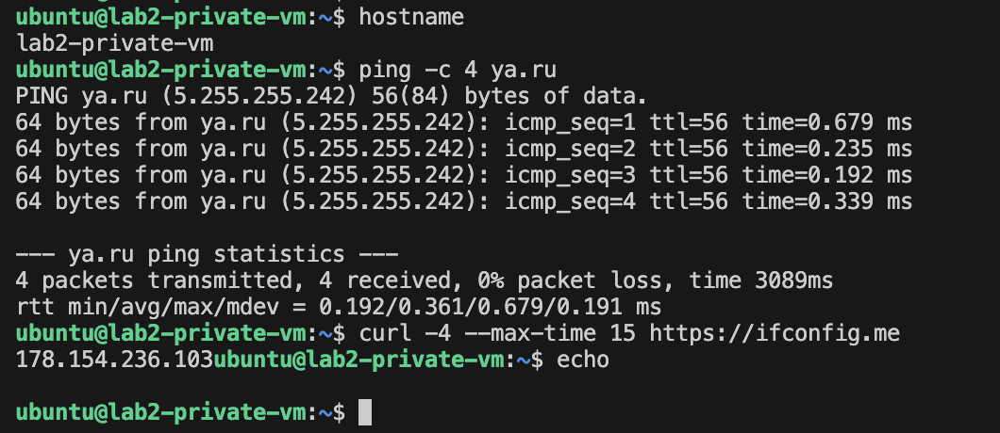 ubuntu@lab2-private-vm:~$ hostname
lab2-private-vm
ubuntu@lab2-private-vm:~$ ping -c 4 ya.ru
PING ya.ru (5.255.255.242) 56(84) bytes of data.
64 bytes from ya.ru (5.255.255.242): icmp_seq=1 ttl=56 time=0.679 ms
64 bytes from ya.ru (5.255.255.242): icmp_seq=2 ttl=56 time=0.235 ms
64 bytes from ya.ru (5.255.255.242): icmp_seq=3 ttl=56 time=0.192 ms
64 bytes from ya.ru (5.255.255.242): icmp_seq=4 ttl=56 time=0.339 ms
--- ya.ru ping statistics ---
4 packets transmitted, 4 received, 0% packet loss, time 3089ms
rtt min/avg/max/mdev = 0.192/0.361/0.679/0.191 ms
ubuntu@lab2-private-vm:~$ curl -4 --max-time 15 https://ifconfig.me
178.154.236.103ubuntu@lab2-private-vm:~$ echo
ubuntu@lab2-private-vm:~$